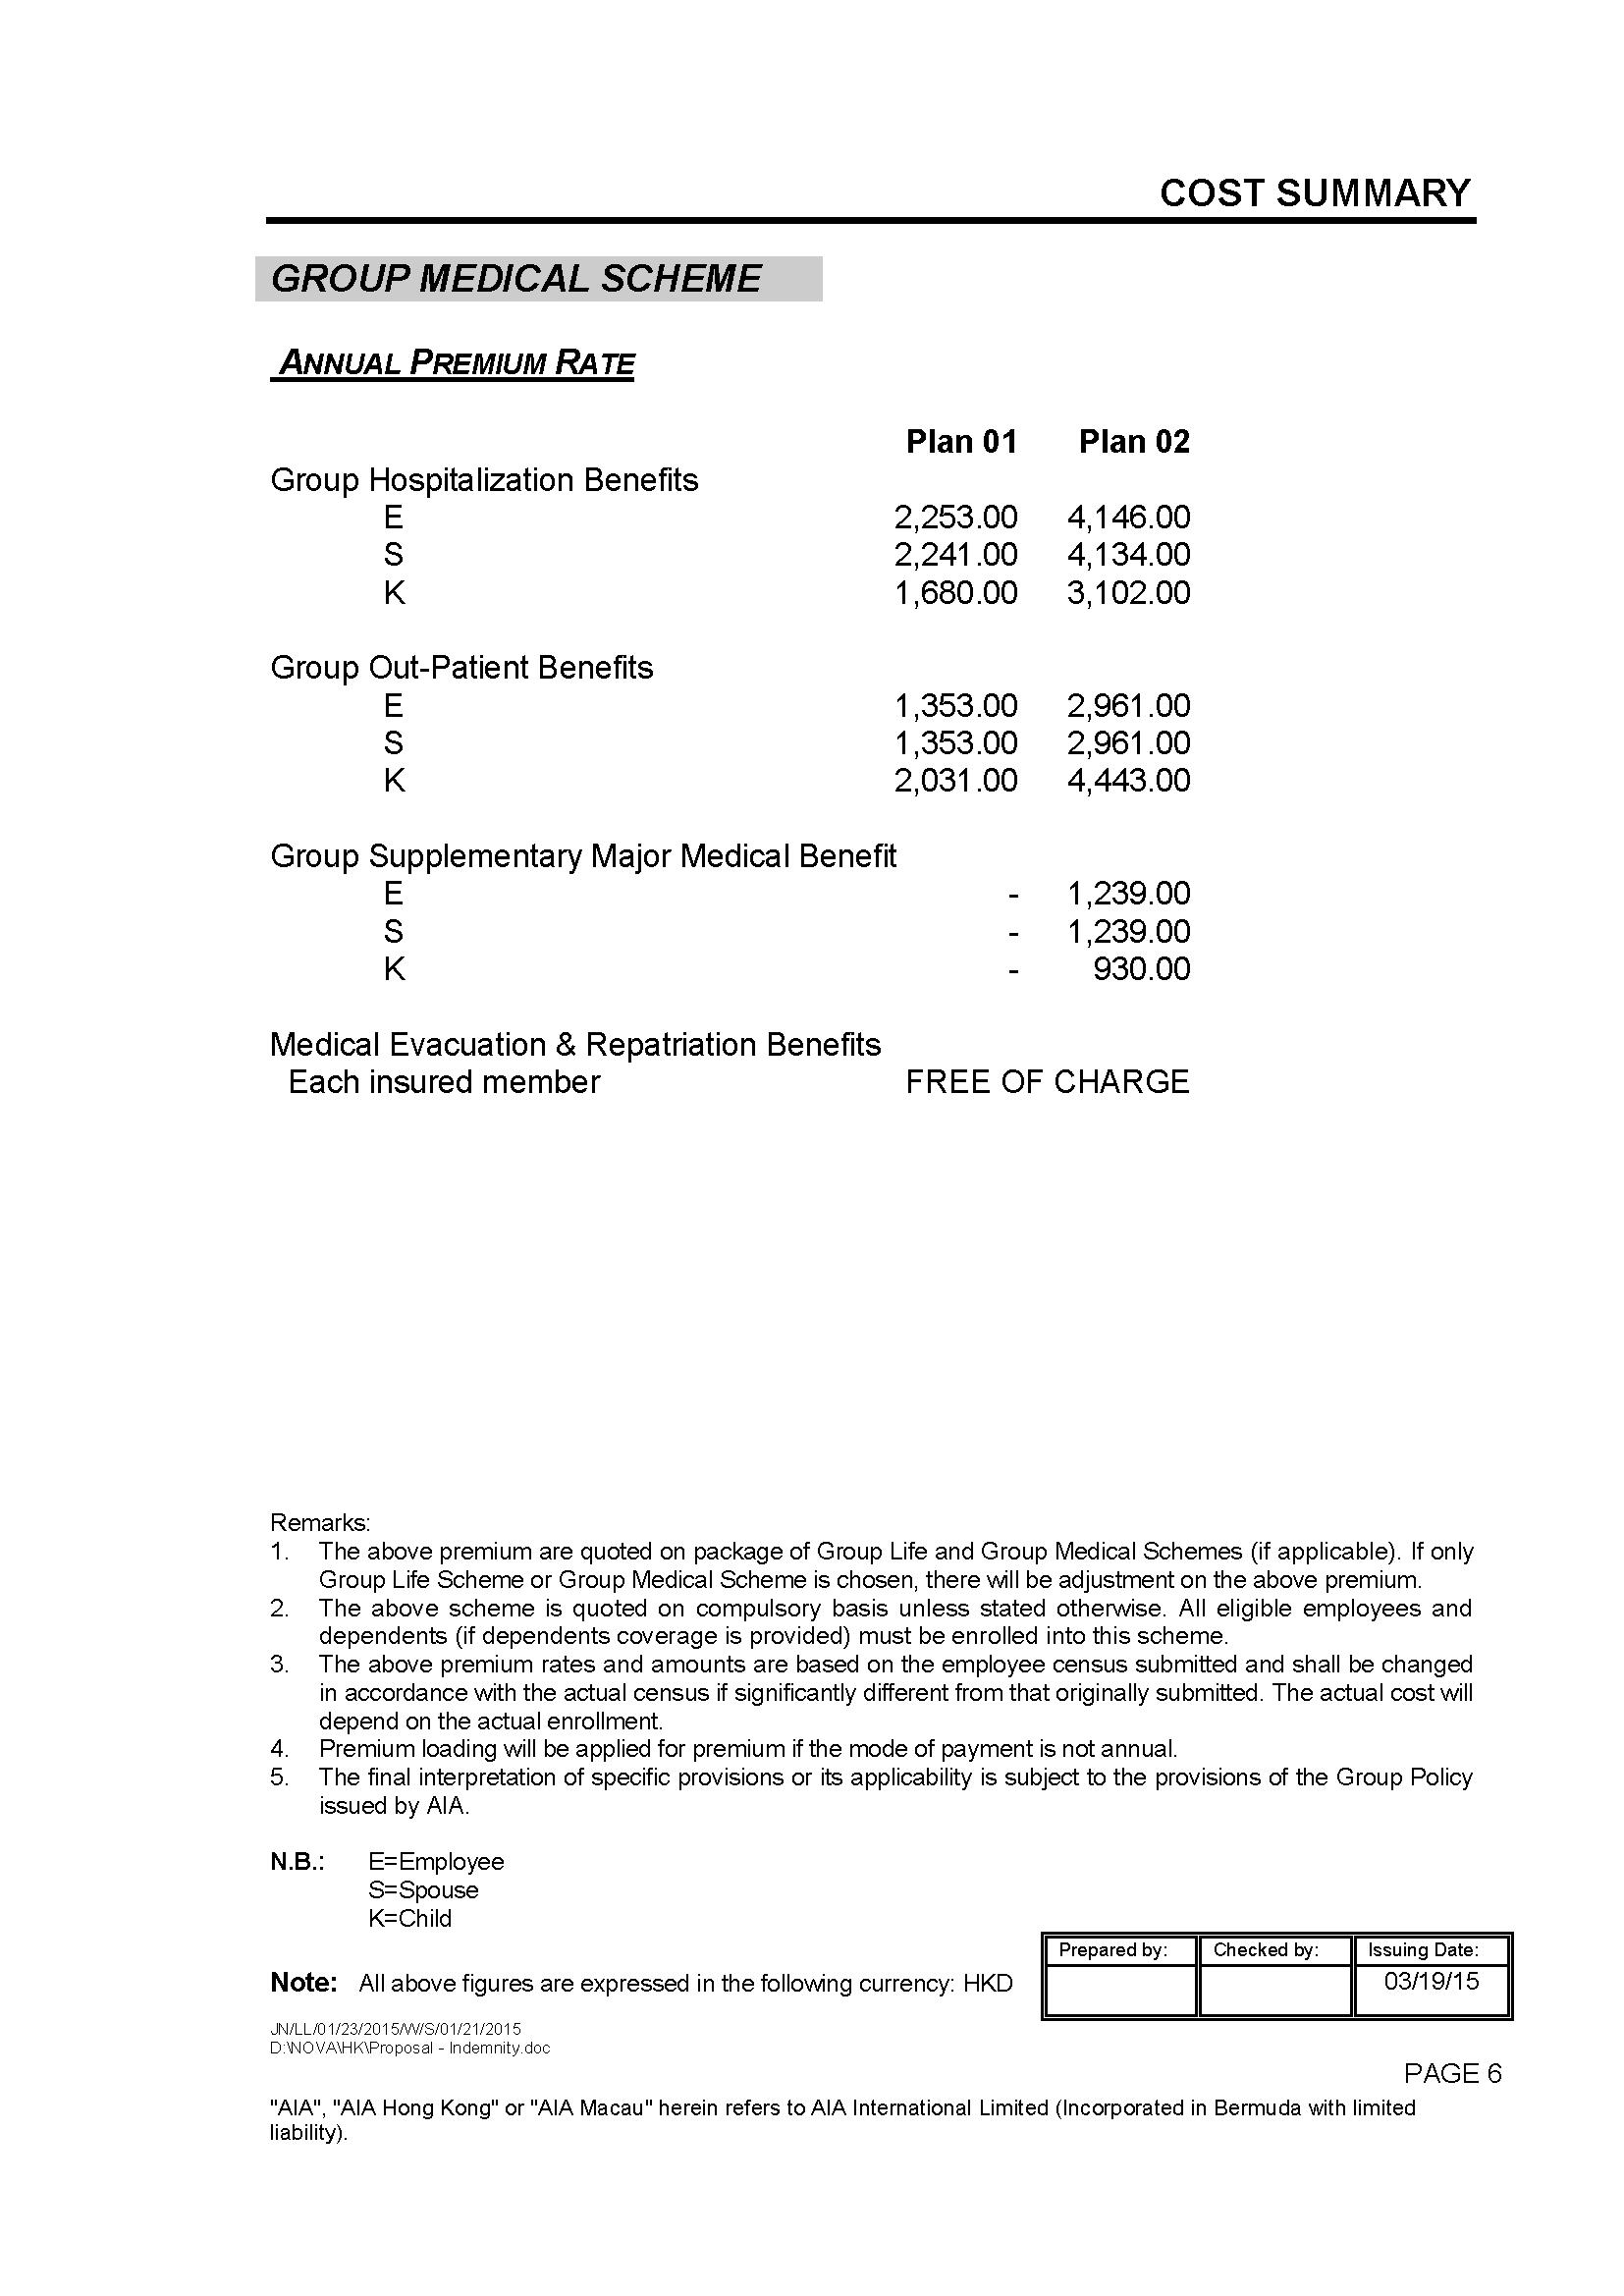 COST SUMMARY
GROUP MEDICAL SCHEME
ANNUAL PREMIUM RATE
Plan 01 Plan 02
Group Hospitalization Benefits
E 2,253.00 4,146.00
S 2,241.00 4,134.00
K 1,680.00 3,102.00
Group Out-Patient Benefits
E 1,353.00 2,961.00
S 1,353.00 2,961.00
K 2,031.00 4,443.00
Group Supplementary Major Medical Benefit
E - 1,239.00
S - 1,239.00
K - 930.00
Medical Evacuation & Repatriation Benefits
Each insured member FREE OF CHARGE
Remarks:
1. The above premium are quoted on package of Group Life and Group Medical Schemes (if applicable). If only
Group Life Scheme or Group Medical Scheme is chosen, there will be adjustment on the above premium.
2. The above scheme is quoted on compulsory basis unless stated otherwise. All eligible employees and
dependents (if dependents coverage is provided) must be enrolled into this scheme.
3. The above premium rates and amounts are based on the employee census submitted and shall be changed
in accordance with the actual census if significantly different from that originally submitted. The actual cost will
depend on the actual enrollment.
4. Premium loading will be applied for premium if the mode of payment is not annual.
5. The final interpretation of specific provisions or its applicability is subject to the provisions of the Group Policy
issued by AIA.
N.B.: E=Employee
S=Spouse
K=Child
Prepared by: Checked by: Issuing Date:
03/19/15
Note: All above figures are expressed in the following currency: HKD
JN/LL/01/23/2015/W/S/01/21/2015
D:\NOVA\HK\Proposal - Indemnity.doc
PAGE 6
"AIA", "AIA Hong Kong" or "AIA Macau" herein refers to AIA International Limited (Incorporated in Bermuda with limited
liability).